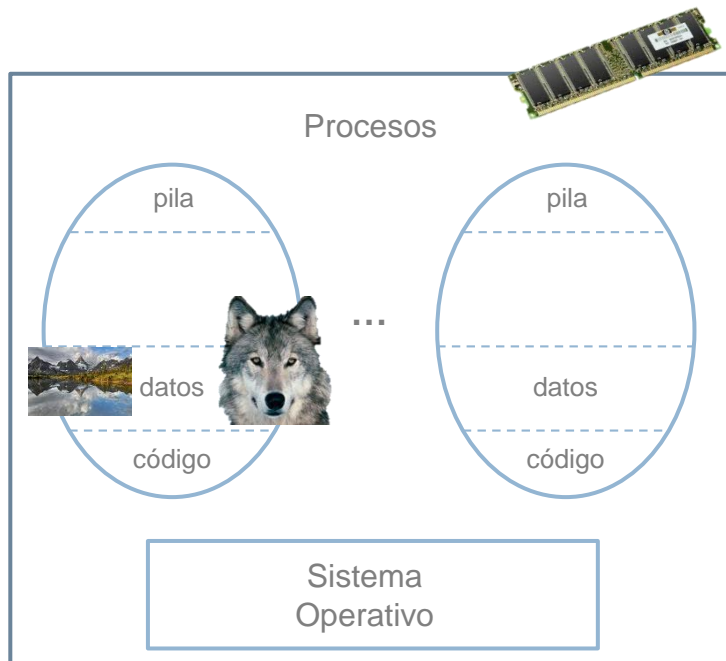 Procesos
pila
pila
...
datos
datos
código
código
Sistema
Operativo